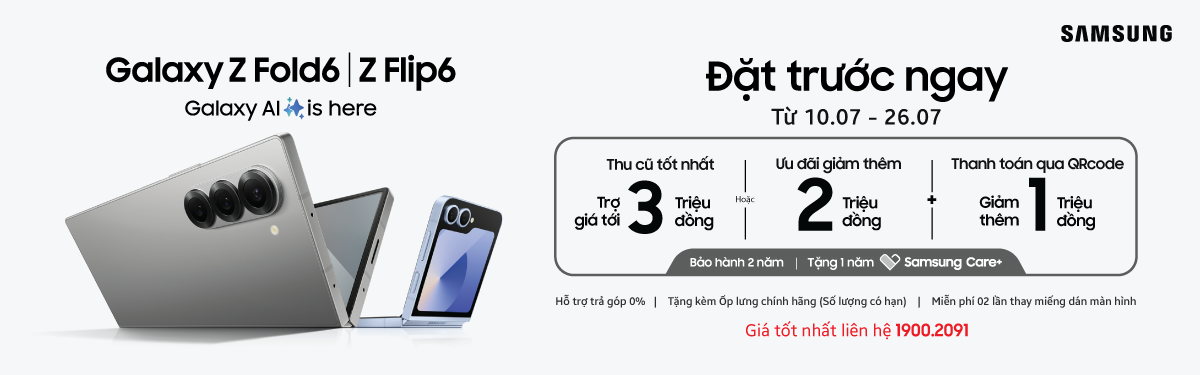 SAMSUNG
Galaxy Z Fold6 | Z Flip6
Galaxy AI is here
Đặt trước ngay
Từ 10.07 - 26.07
Thu cũ tốt nhất
Trợ giá tới 3 Triệu đồng
Hoặc
Ưu đãi giảm thêm
2 Triệu đồng
+
Thanh toán qua QRcode
Giảm thêm 1 Triệu đồng
Bảo hành 2 năm | Tặng 1 năm Samsung Care+
Hỗ trợ trả góp 0% | Tặng kèm Ốp lưng chính hãng (Số lượng có hạn) | Miễn phí 02 lần thay miếng dán màn hình
Giá tốt nhất liên hệ 1900.2091